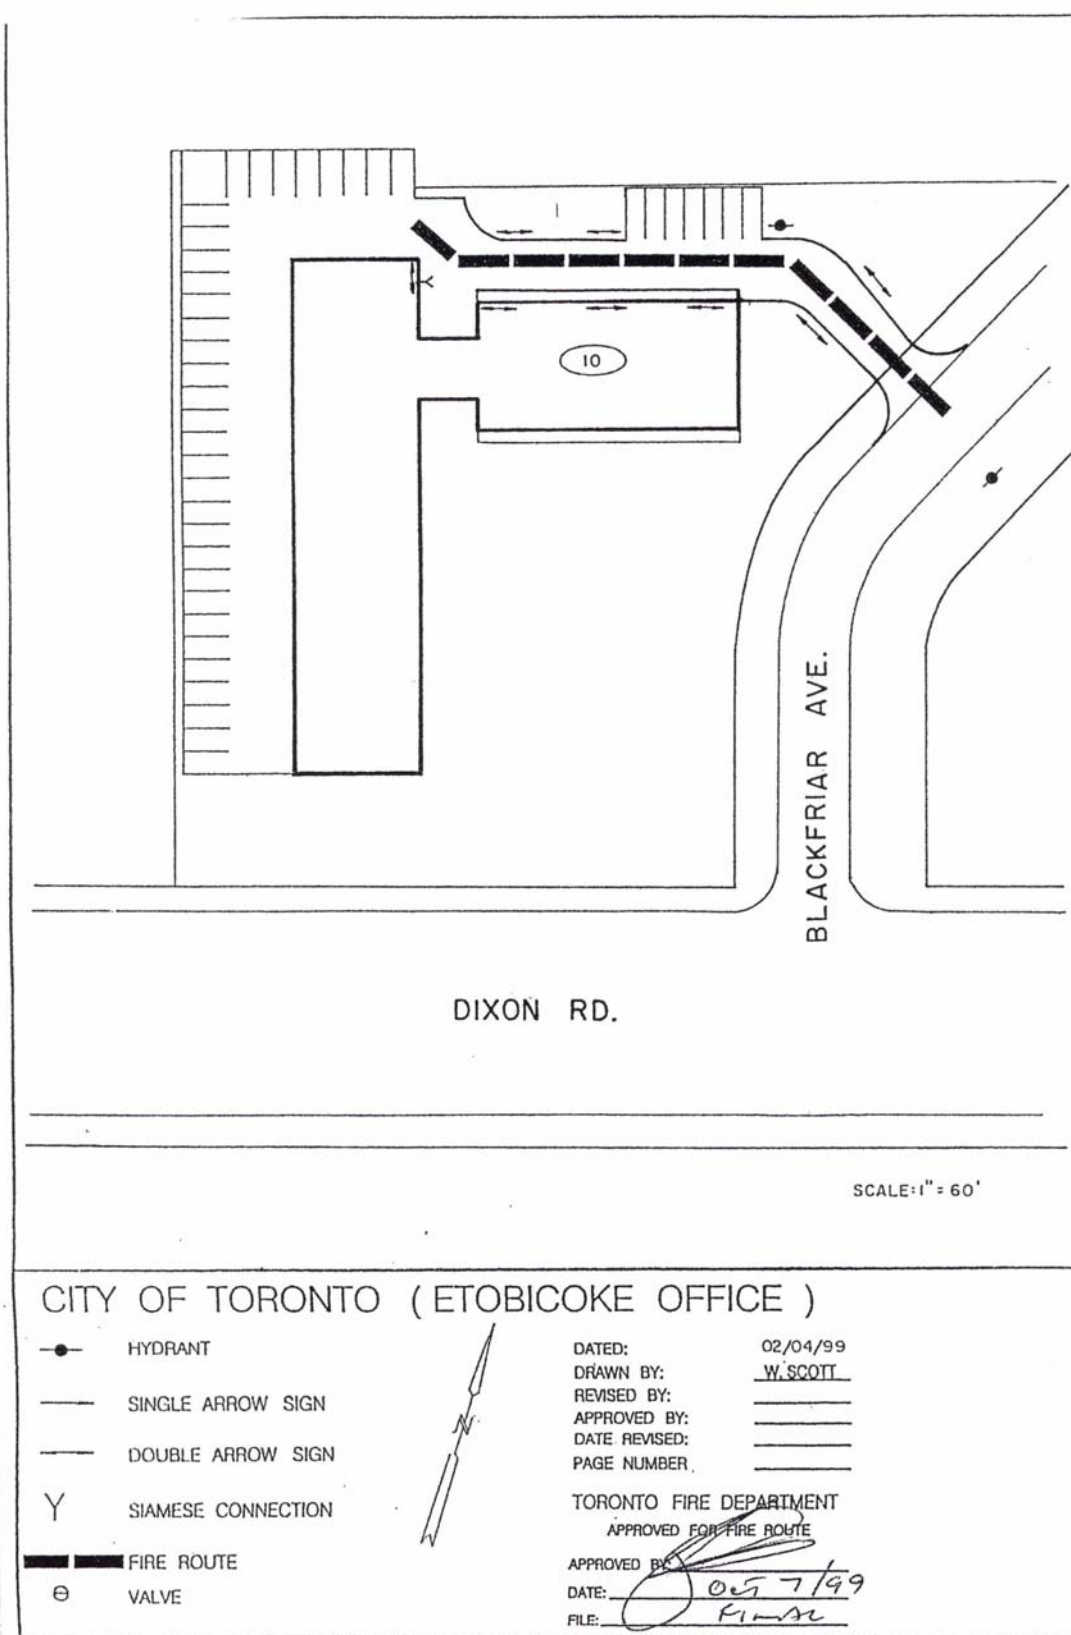 10
BLACKFRIAR AVE.
DIXON RD.
SCALE: 1" = 60'
CITY OF TORONTO ( ETOBICOKE OFFICE )
HYDRANT
SINGLE ARROW SIGN
DOUBLE ARROW SIGN
Y SIAMESE CONNECTION
FIRE ROUTE
VALVE
N
DATED: 02/04/99
DRAWN BY: W. SCOTT
REVISED BY:
APPROVED BY:
DATE REVISED:
PAGE NUMBER
TORONTO FIRE DEPARTMENT
APPROVED FOR FIRE ROUTE
APPROVED BY:
DATE: OCT 7/99
FILE: FINAL